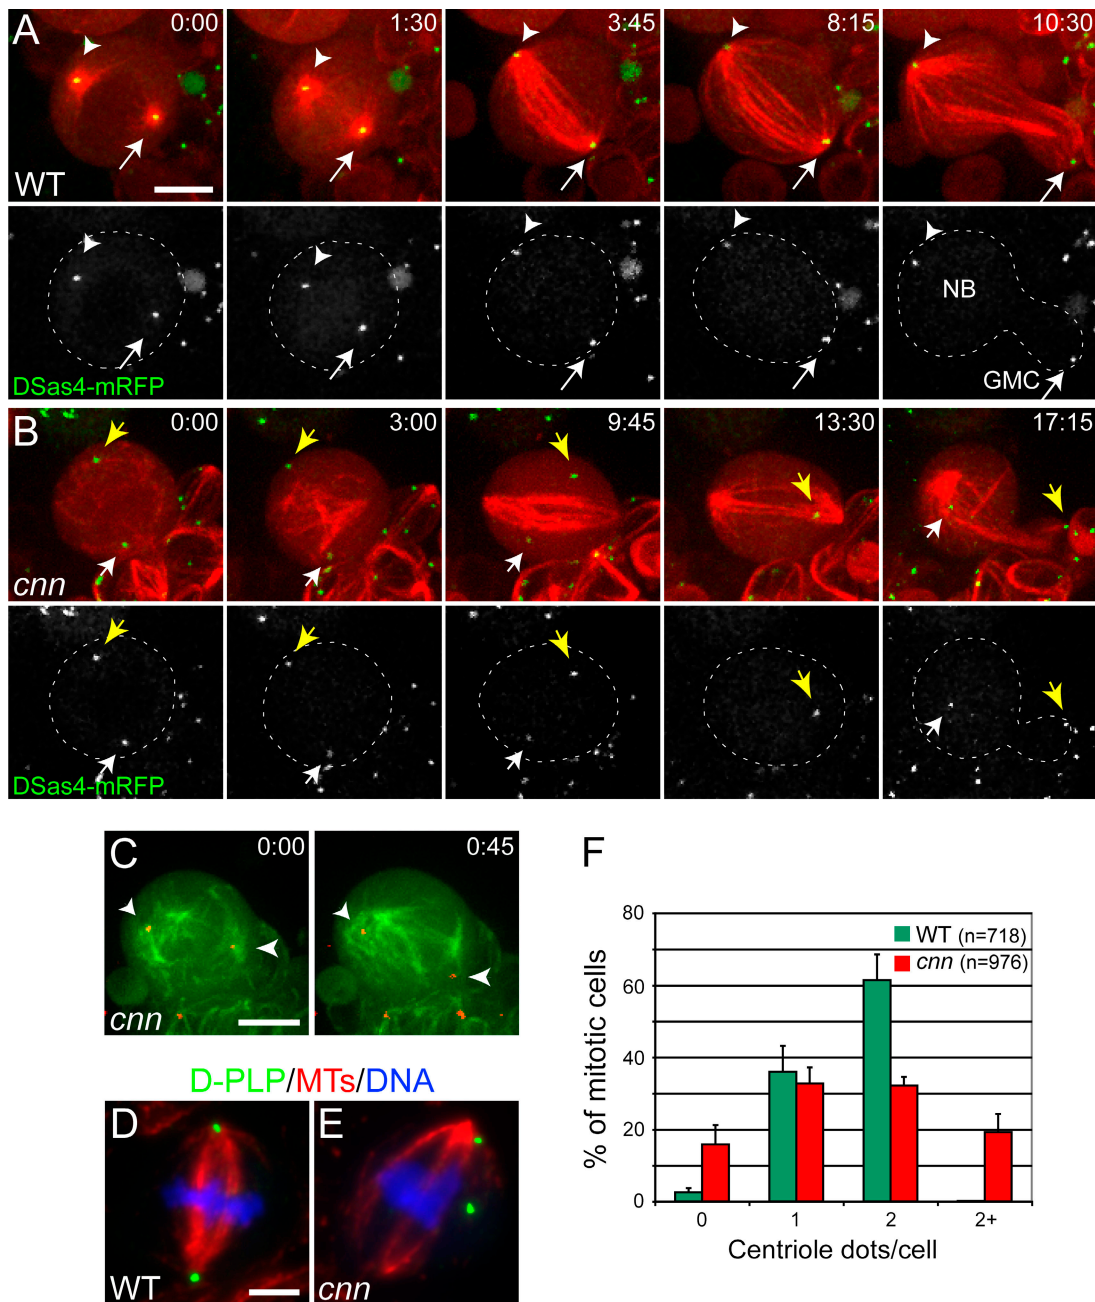 A
0:00
1:30
3:45
8:15
10:30
WT
DSas4-mRFP
NB
GMC
B
0:00
3:00
9:45
13:30
17:15
cnn
DSas4-mRFP
C
0:00
0:45
cnn
D-PLP/MTs/DNA
D
WT
E
cnn
F
% of mitotic cells
80
60
40
20
0
WT (n=718)
cnn (n=976)
0
1
2
2+
Centriole dots/cell